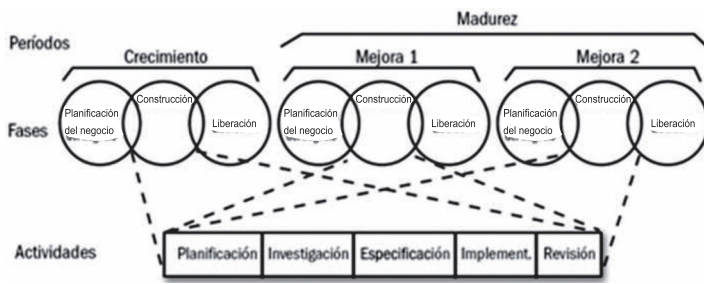 Madurez
Períodos
Crecimiento
Mejora 1
Mejora 2
Fases
Planificación
del negocio
Construcción
Liberación
Planificación
del negocio
Construcción
Liberación
Planificación
del negocio
Construcción
Liberación
Actividades
Planificación
Investigación
Especificación
Implement.
Revisión